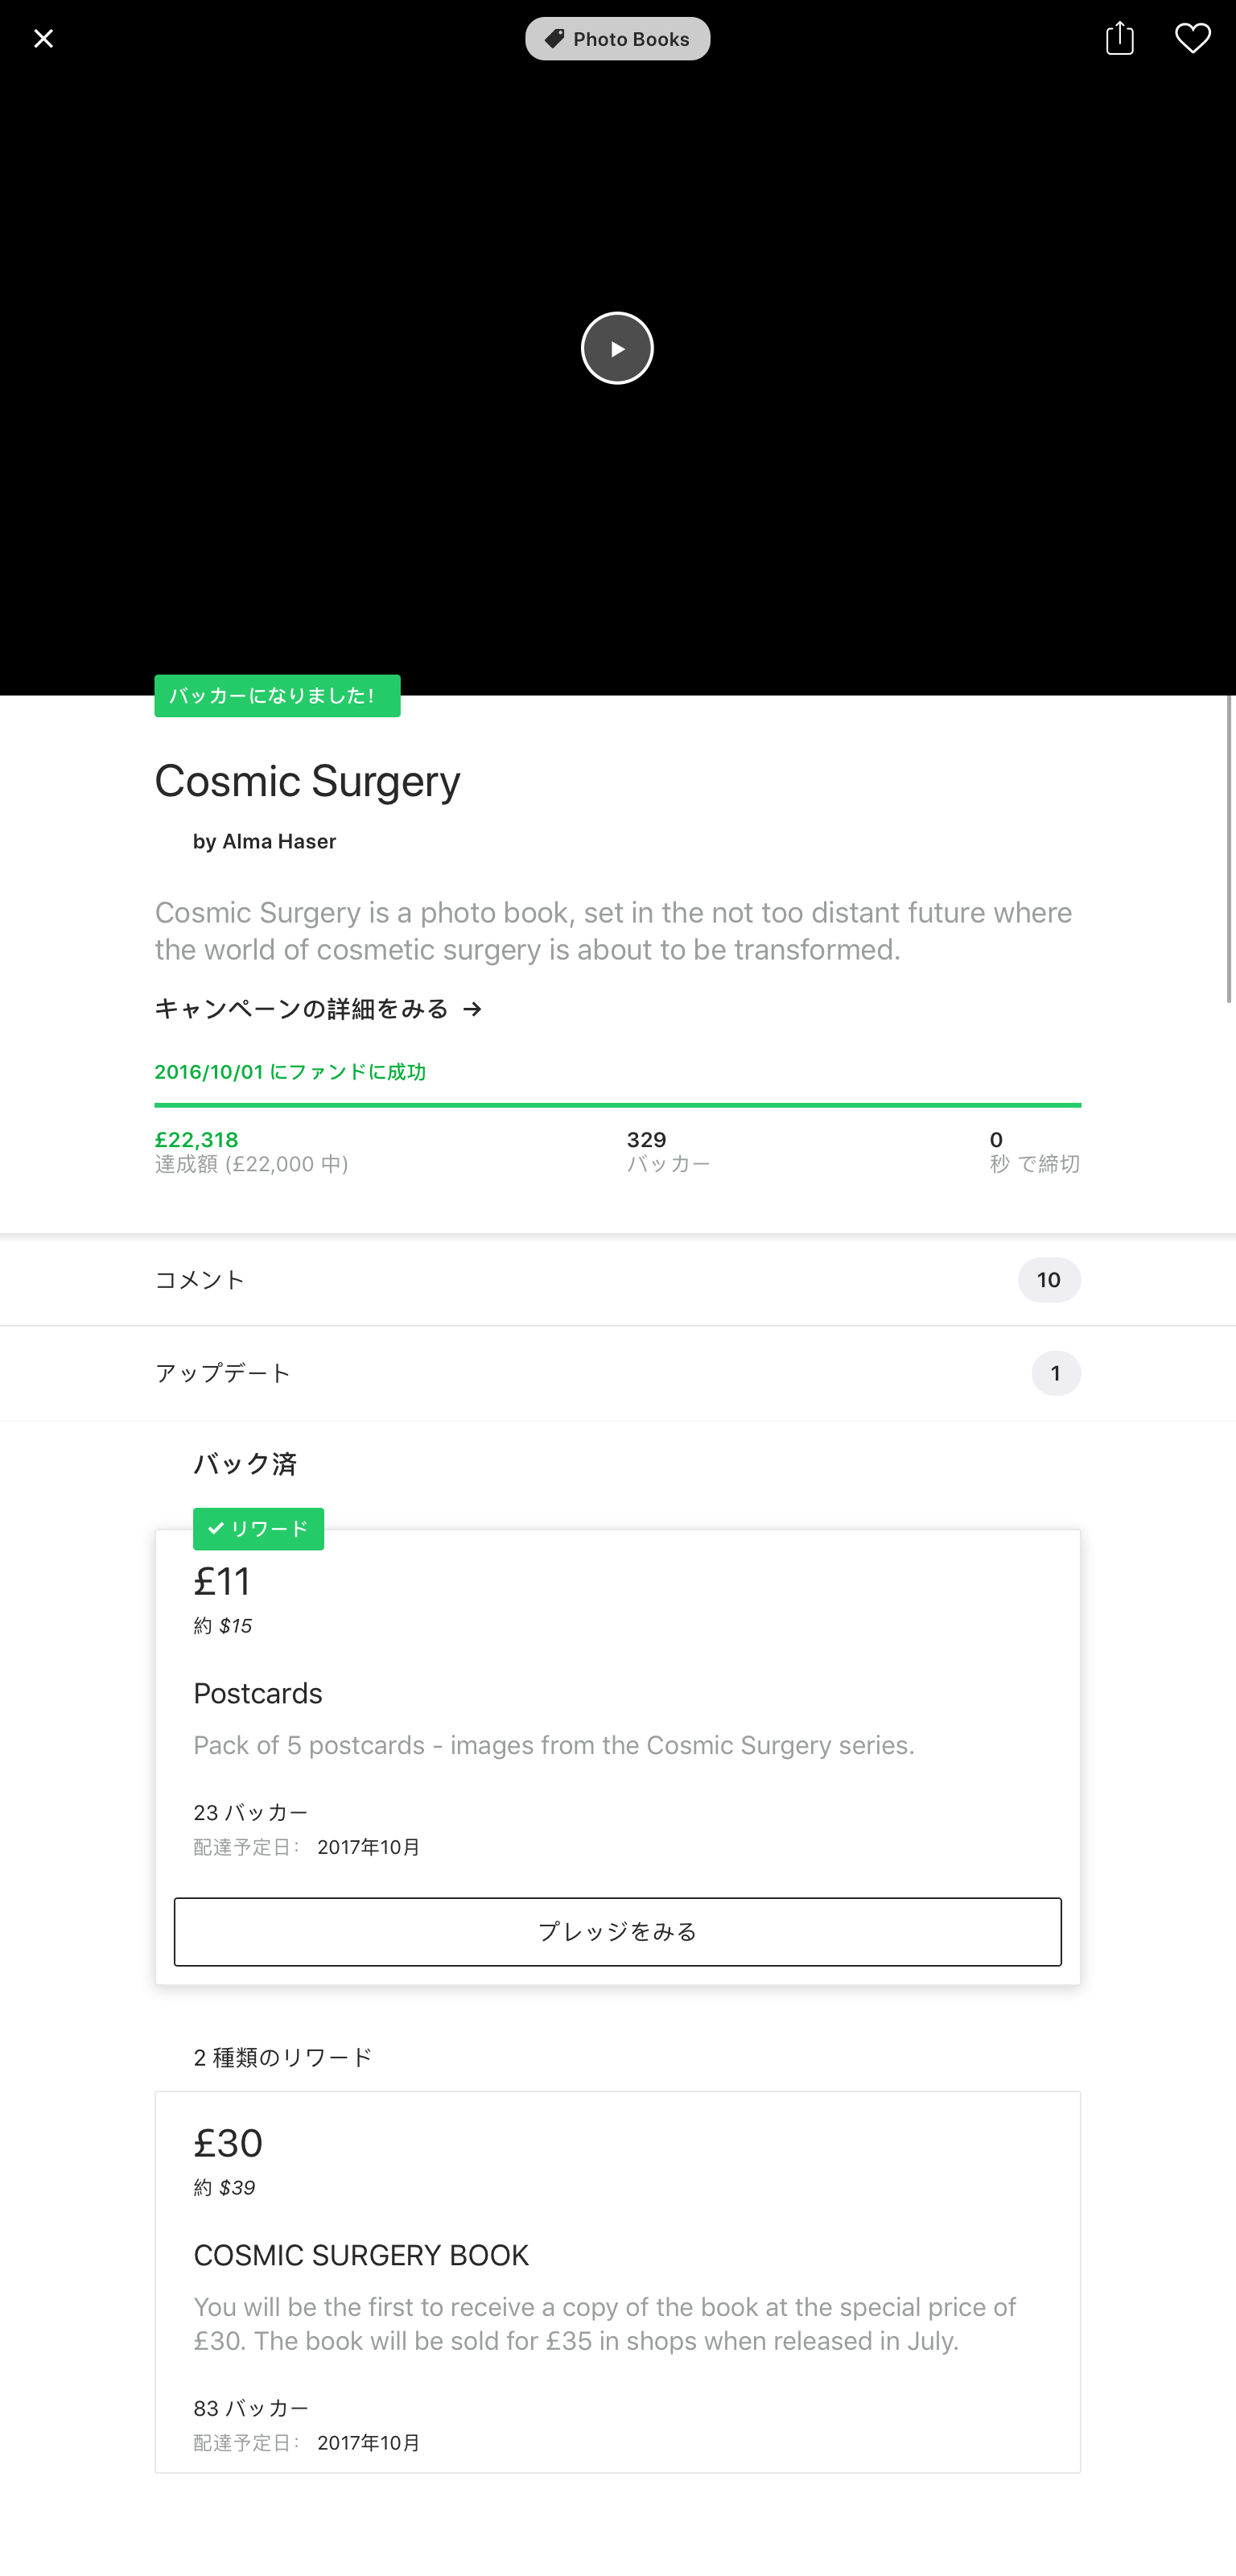 Photo Books
バッカーになりました!
Cosmic Surgery
by Alma Haser
Cosmic Surgery is a photo book, set in the not too distant future where
the world of cosmetic surgery is about to be transformed.
キャンペーンの詳細をみる →
2016/10/01 にファンドに成功
£22,318
達成額 (£22,000 中)
329
バッカー
0
秒 で締切
コメント
10
アップデート
1
バック済
リワード
£11
約 $15
Postcards
Pack of 5 postcards - images from the Cosmic Surgery series.
23 バッカー
配達予定日: 2017年10月
プレッジをみる
2 種類のリワード
£30
約 $39
COSMIC SURGERY BOOK
You will be the first to receive a copy of the book at the special price of
£30. The book will be sold for £35 in shops when released in July.
83 バッカー
配達予定日: 2017年10月